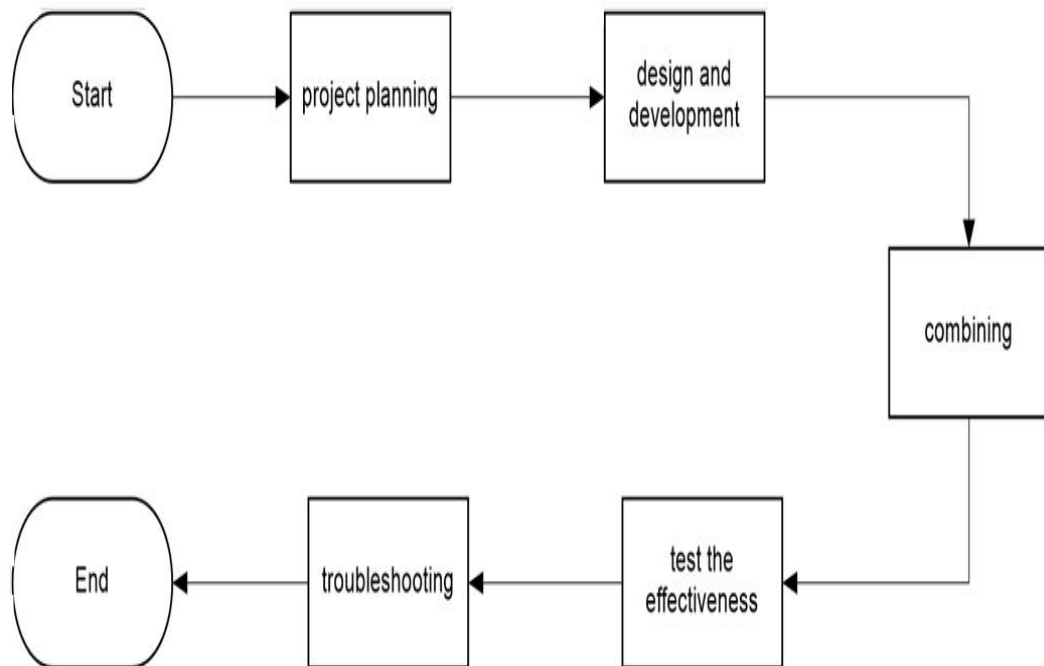 Start
project planning
design and
development
combining
test the
effectiveness
troubleshooting
End